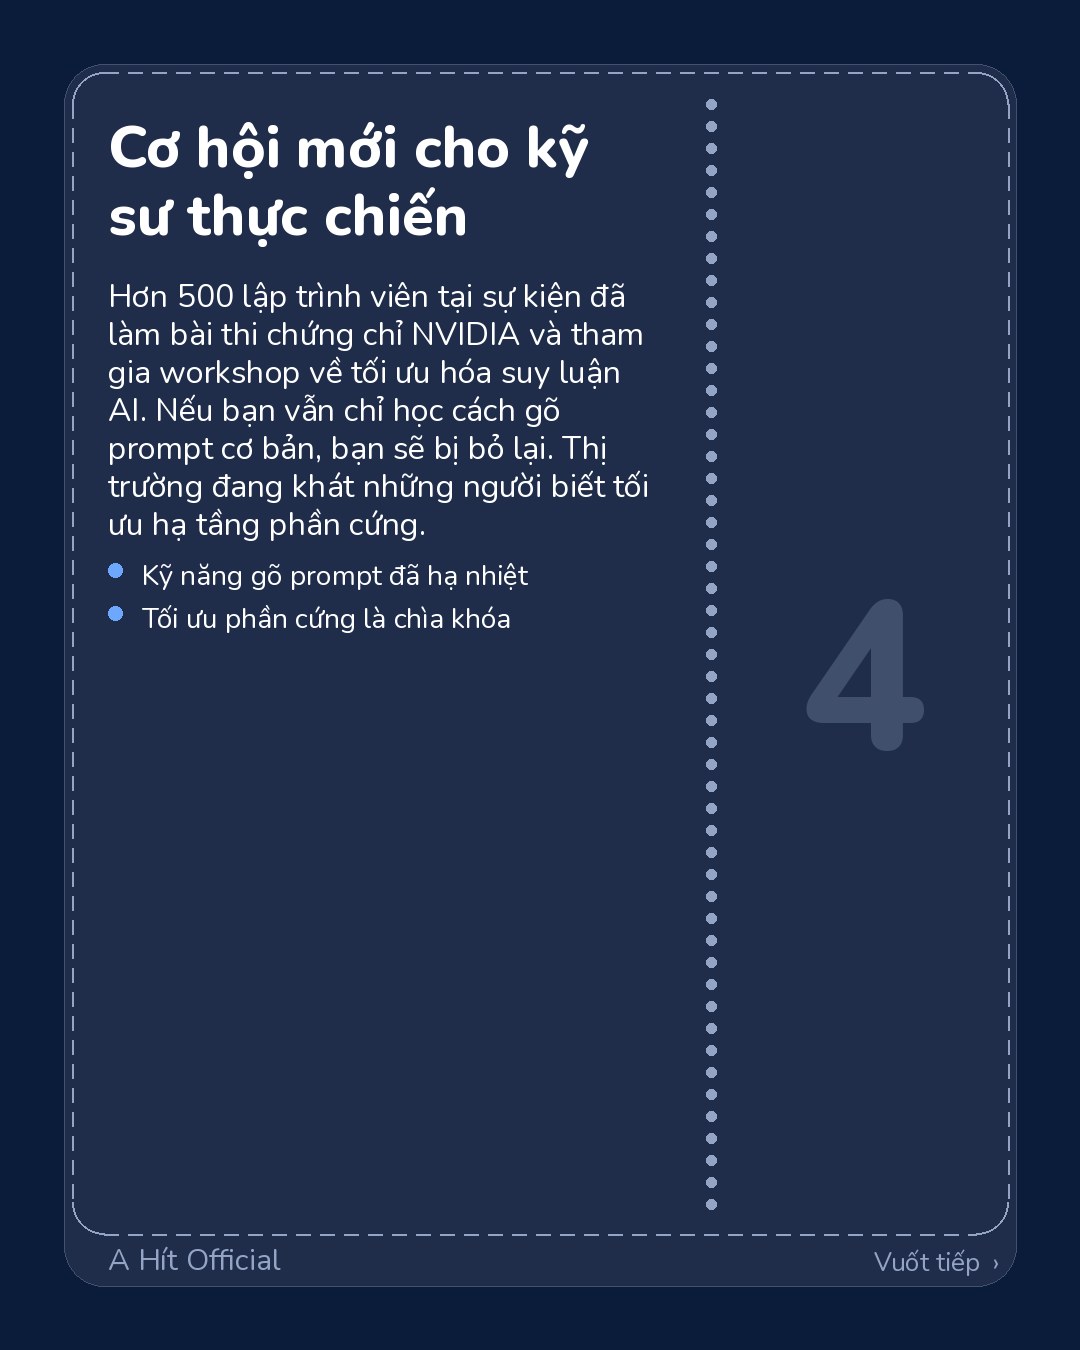 Cơ hội mới cho kỹ
sư thực chiến
Hơn 500 lập trình viên tại sự kiện đã
làm bài thi chứng chỉ NVIDIA và tham
gia workshop về tối ưu hóa suy luận
AI. Nếu bạn vẫn chỉ học cách gõ
prompt cơ bản, bạn sẽ bị bỏ lại. Thị
trường đang khát những người biết tối
ưu hạ tầng phần cứng.
Kỹ năng gõ prompt đã hạ nhiệt
Tối ưu phần cứng là chìa khóa
4
A Hít Official
Vuốt tiếp ›